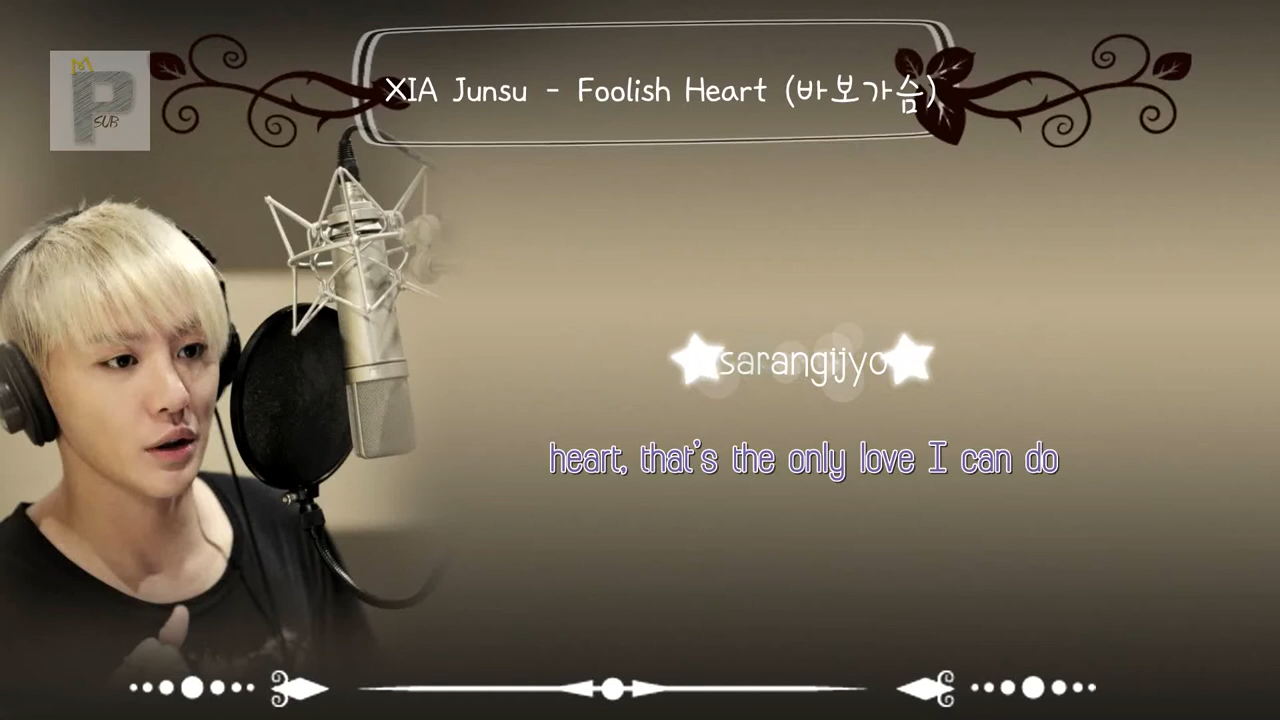 XIA Junsu - Foolish Heart (바보가슴)
P
SUB
sarangijyo
heart, that's the only love I can do